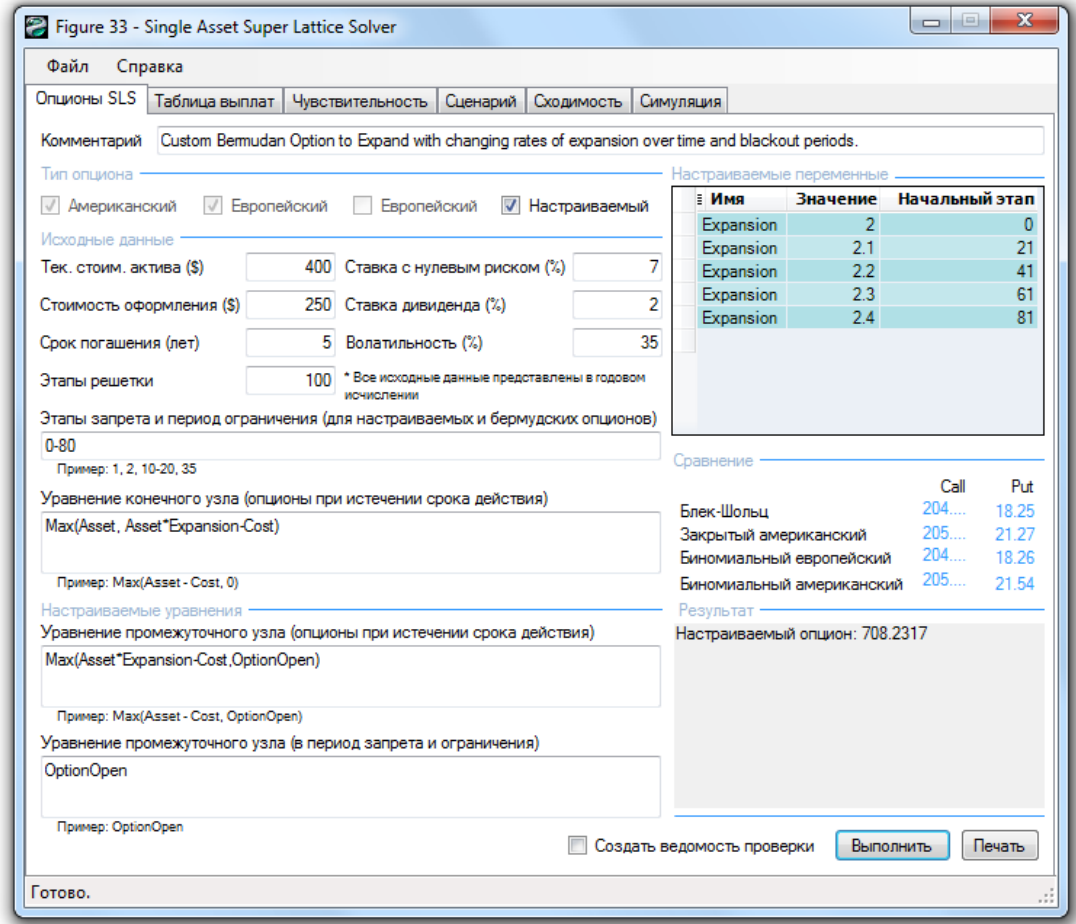 Figure 33 - Single Asset Super Lattice Solver
Файл Справка
Опционы SLS Таблица выплат Чувствительность Сценарий Сходимость Симуляция
Комментарий Custom Bermudan Option to Expand with changing rates of expansion over time and blackout periods.
Тип опциона
Американский Европейский Европейский Настраиваемый
Исходные данные
Тек. стоим. актива ($) 400 Ставка с нулевым риском (%) 7
Стоимость оформления ($) 250 Ставка дивиденда (%) 2
Срок погашения (лет) 5 Волатильность (%) 35
Этапы решетки 100 * Все исходные данные представлены в годовом
исчислении
Этапы запрета и период ограничения (для настраиваемых и бермудских опционов)
0-80
Пример: 1, 2, 10-20, 35
Уравнение конечного узла (опционы при истечении срока действия)
Max(Asset, Asset*Expansion-Cost)
Пример: Max(Asset - Cost, 0)
Настраиваемые уравнения
Уравнение промежуточного узла (опционы при истечении срока действия)
Max(Asset*Expansion-Cost,OptionOpen)
Пример: Max(Asset - Cost, OptionOpen)
Уравнение промежуточного узла (в период запрета и ограничения)
OptionOpen
Пример: OptionOpen
Настраиваемые переменные
Имя Значение Начальный этап
Expansion 2 0
Expansion 2.1 21
Expansion 2.2 41
Expansion 2.3 61
Expansion 2.4 81
Сравнение
Call Put
Блек-Шольц 204.... 18.25
Закрытый американский 205.... 21.27
Биномиальный европейский 204.... 18.26
Биномиальный американский 205.... 21.54
Результат
Настраиваемый опцион: 708.2317
Создать ведомость проверки Выполнить Печать
Готово.